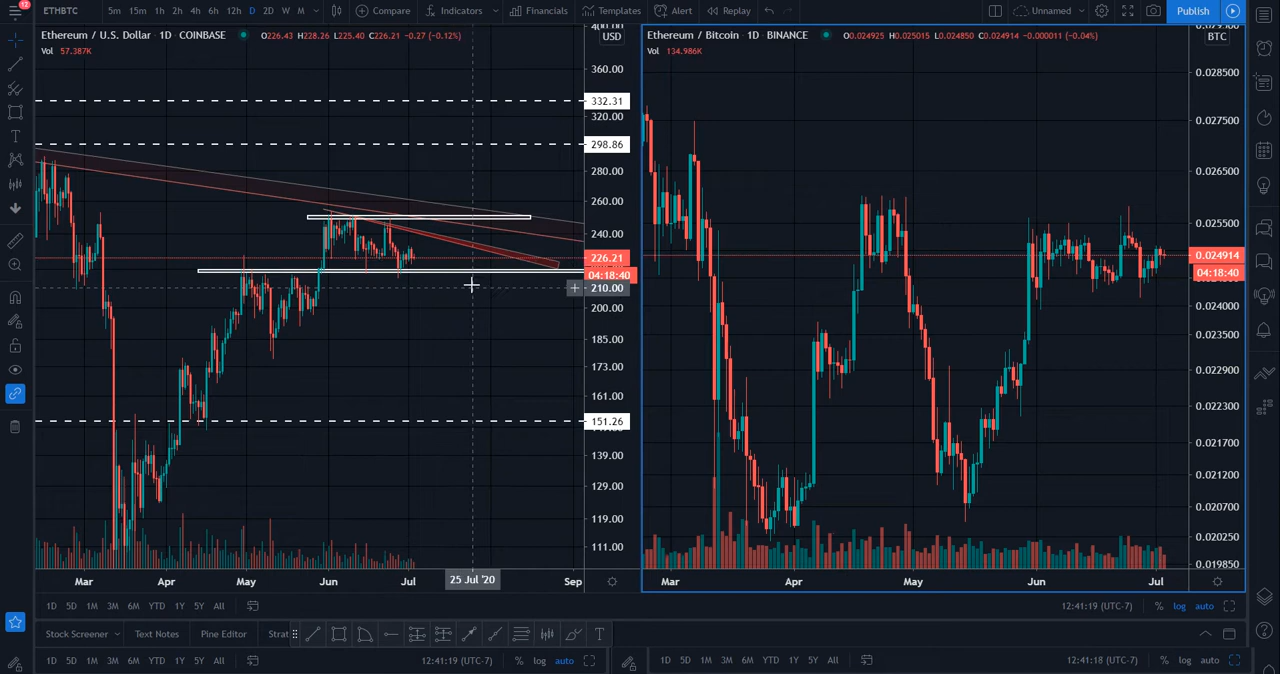 12
ETHBTC 5m 15m 1h 2h 4h 6h 12h D 2D W M Compare Indicators Financials Templates Alert Replay Unnamed Publish
Ethereum / U.S. Dollar · 1D · COINBASE O226.43 H228.26 L225.40 C226.21 -0.27 (-0.12%)
Vol 57.387K
USD
360.00
332.31
320.00
298.86
280.00
260.00
240.00
226.21
04:18:40
210.00
200.00
185.00
173.00
161.00
151.26
139.00
129.00
119.00
111.00
Mar Apr May Jun Jul 25 Jul '20 Sep
Ethereum / Bitcoin · 1D · BINANCE O0.024925 H0.025015 L0.024850 C0.024914 -0.000011 (-0.04%)
Vol 134.986K
BTC
0.028500
0.027500
0.026500
0.025500
0.024914
04:18:40
0.024000
0.023500
0.022900
0.022300
0.021700
0.021200
0.020700
0.020250
0.019850
Mar Apr May Jun Jul
1D 5D 1M 3M 6M YTD 1Y 5Y All 12:41:19 (UTC-7) % log auto
Stock Screener Text Notes Pine Editor Strat
1D 5D 1M 3M 6M YTD 1Y 5Y All 12:41:19 (UTC-7) % log auto
1D 5D 1M 3M 6M YTD 1Y 5Y All 12:41:18 (UTC-7) % log auto